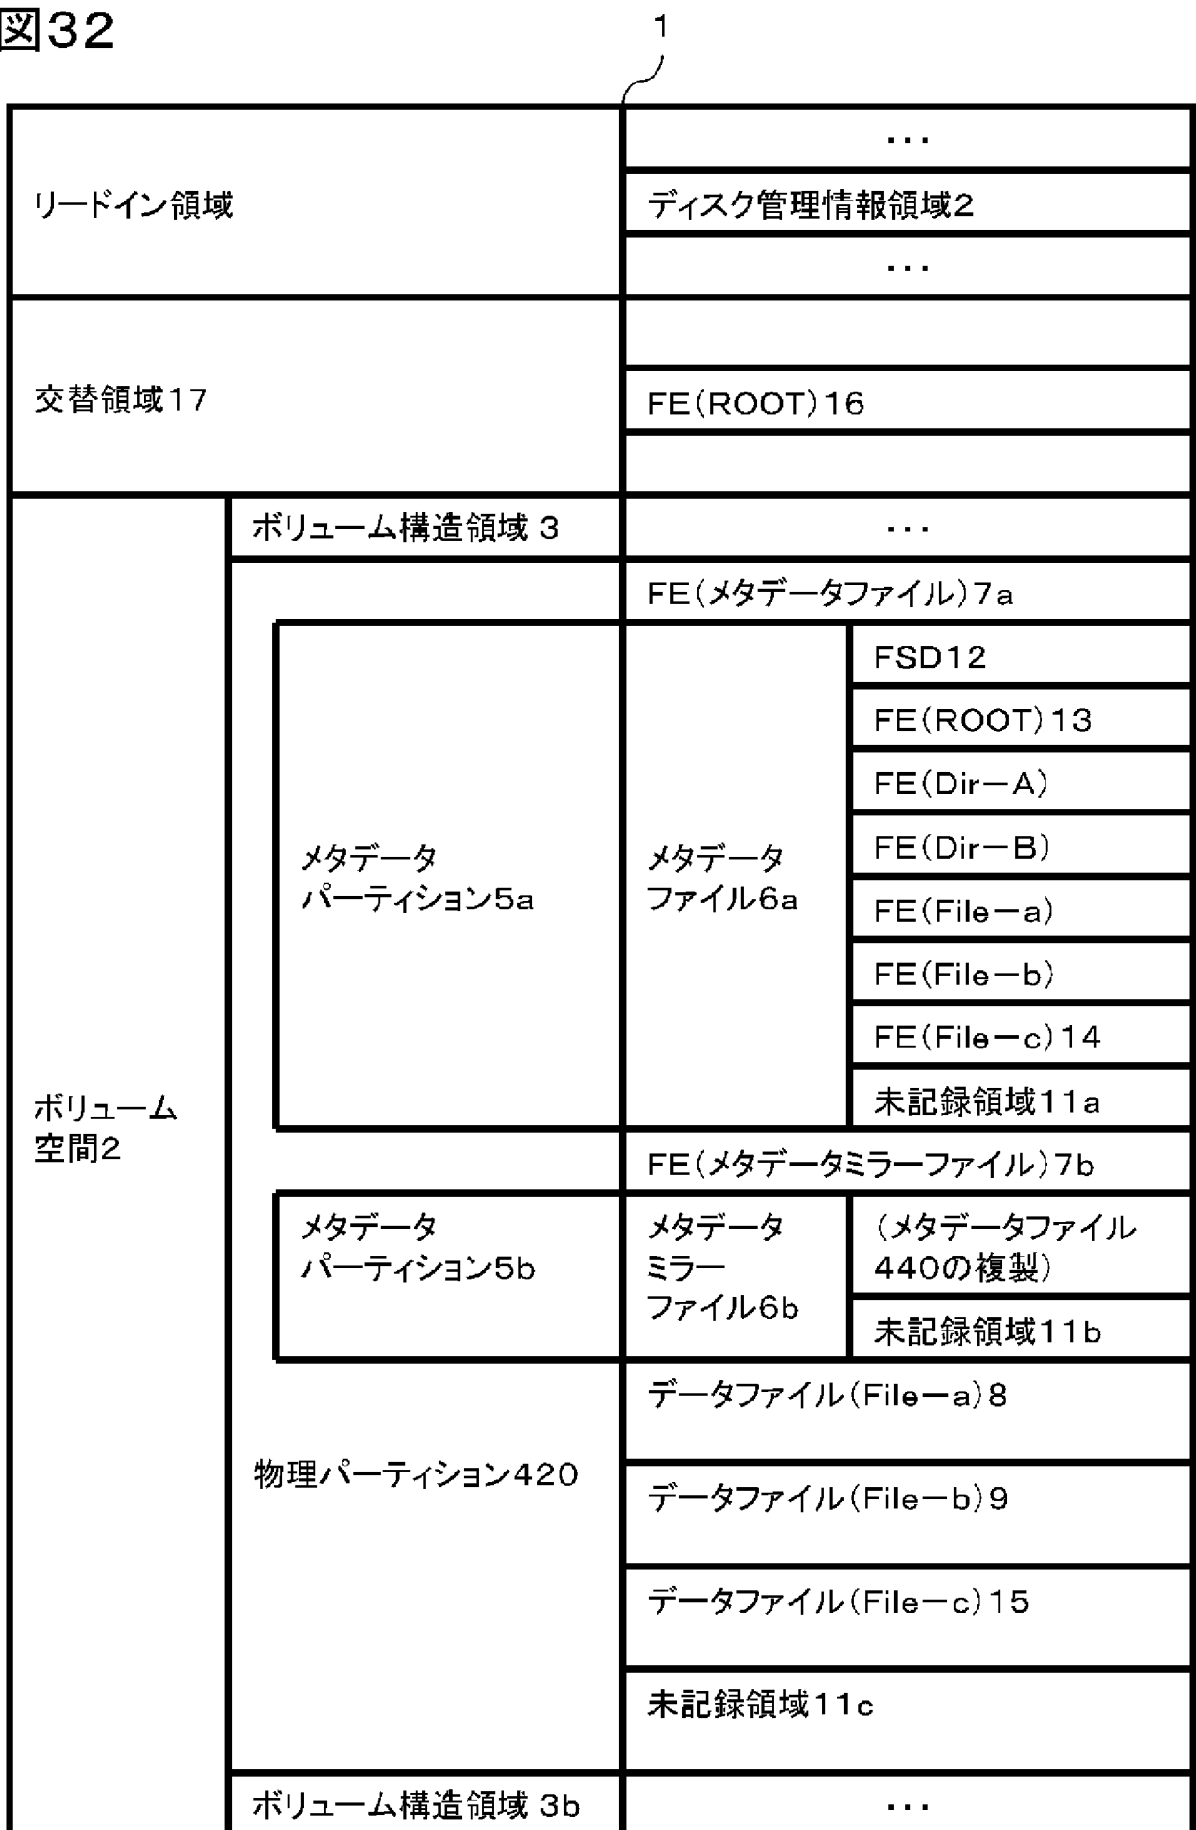 図32
1
リードイン領域
・・・
ディスク管理情報領域2
・・・
交替領域17
FE(ROOT)16
ボリューム
空間2
ボリューム構造領域 3
・・・
FE(メタデータファイル)7a
メタデータ
パーティション5a
メタデータ
ファイル6a
FSD12
FE(ROOT)13
FE(Dir-A)
FE(Dir-B)
FE(File-a)
FE(File-b)
FE(File-c)14
未記録領域11a
FE(メタデータミラーファイル)7b
メタデータ
パーティション5b
メタデータ
ミラー
ファイル6b
(メタデータファイル
440の複製)
未記録領域11b
物理パーティション420
データファイル(File-a)8
データファイル(File-b)9
データファイル(File-c)15
未記録領域11c
ボリューム構造領域 3b
・・・